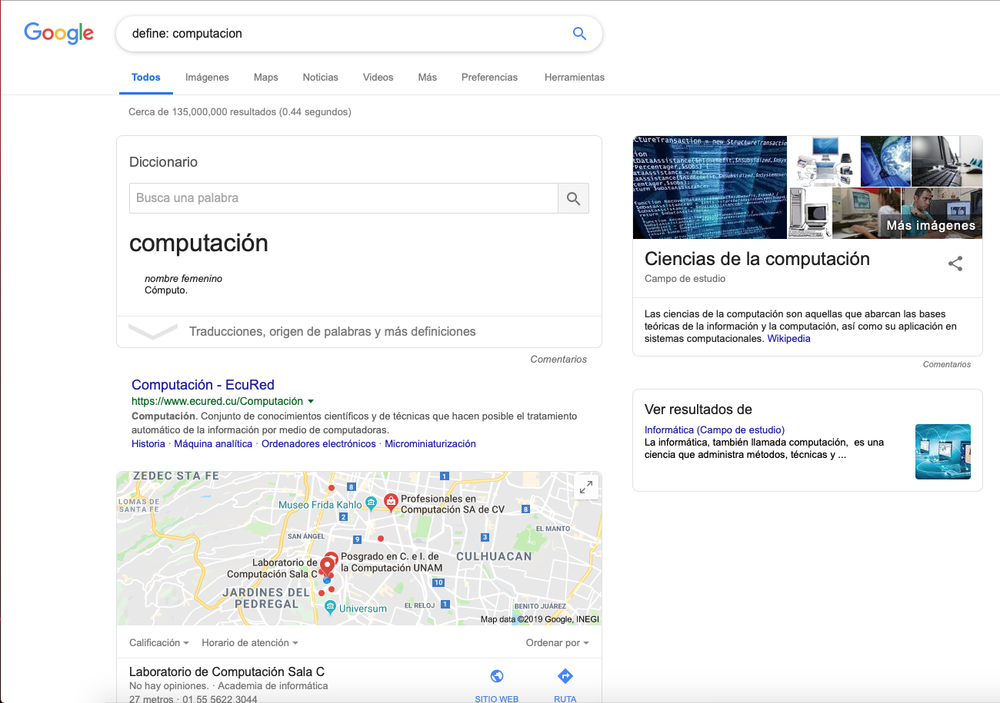 Google
define: computacion
Todos Imágenes Maps Noticias Videos Más Preferencias Herramientas
Cerca de 135,000,000 resultados (0.44 segundos)
Diccionario
Busca una palabra
computación
nombre femenino
Cómputo.
Traducciones, origen de palabras y más definiciones
Comentarios
Computación - EcuRed
https://www.ecured.cu/Computación
Computación. Conjunto de conocimientos científicos y de técnicas que hacen posible el tratamiento
automático de la información por medio de computadoras.
Historia · Máquina analítica · Ordenadores electrónicos · Microminiaturización
ZEDEC STA FE
LOMAS DE
SANTA FE
Museo Frida Kahlo
Profesionales en
Computación SA de CV
1
8
2
8
EL MANTO
SAN ÁNGEL
9
3
Laboratorio de
Computación Sala C
Posgrado en C. e I. de
la Computación UNAM
CULHUACAN
10
JARDINES DEL
PEDREGAL
Universum
EL RELOJ
1
BENITO JUÁREZ
Map data ©2019 Google, INEGI
Calificación Horario de atención Ordenar por
Laboratorio de Computación Sala C
No hay opiniones. · Academia de informática
27 metros · 01 55 5622 3044
SITIO WEB RUTA
Más imágenes
Ciencias de la computación
Campo de estudio
Las ciencias de la computación son aquellas que abarcan las bases
teóricas de la información y la computación, así como su aplicación en
sistemas computacionales. Wikipedia
Comentarios
Ver resultados de
Informática (Campo de estudio)
La informática, también llamada computación, es una
ciencia que administra métodos, técnicas y ...